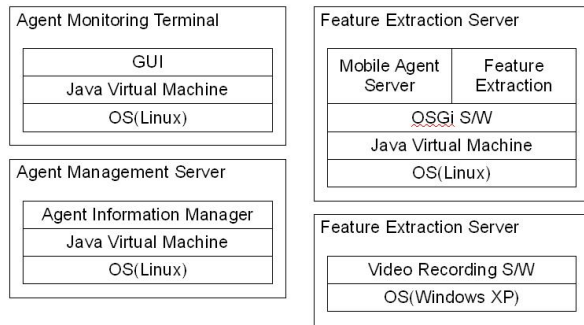 Agent Monitoring Terminal
GUI
Java Virtual Machine
OS(Linux)
Agent Management Server
Agent Information Manager
Java Virtual Machine
OS(Linux)
Feature Extraction Server
Mobile Agent
Server
Feature
Extraction
OSGi S/W
Java Virtual Machine
OS(Linux)
Feature Extraction Server
Video Recording S/W
OS(Windows XP)